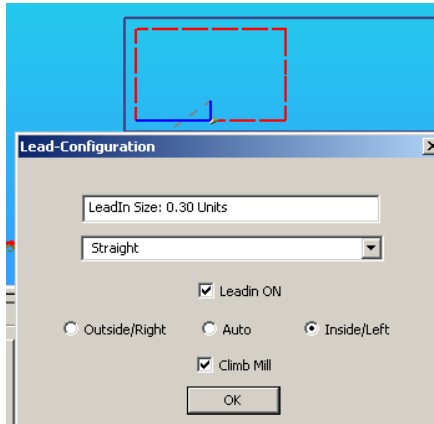 Lead-Configuration
LeadIn Size: 0.30 Units
Straight
Leadin ON
Outside/Right Auto Inside/Left
Climb Mill
OK